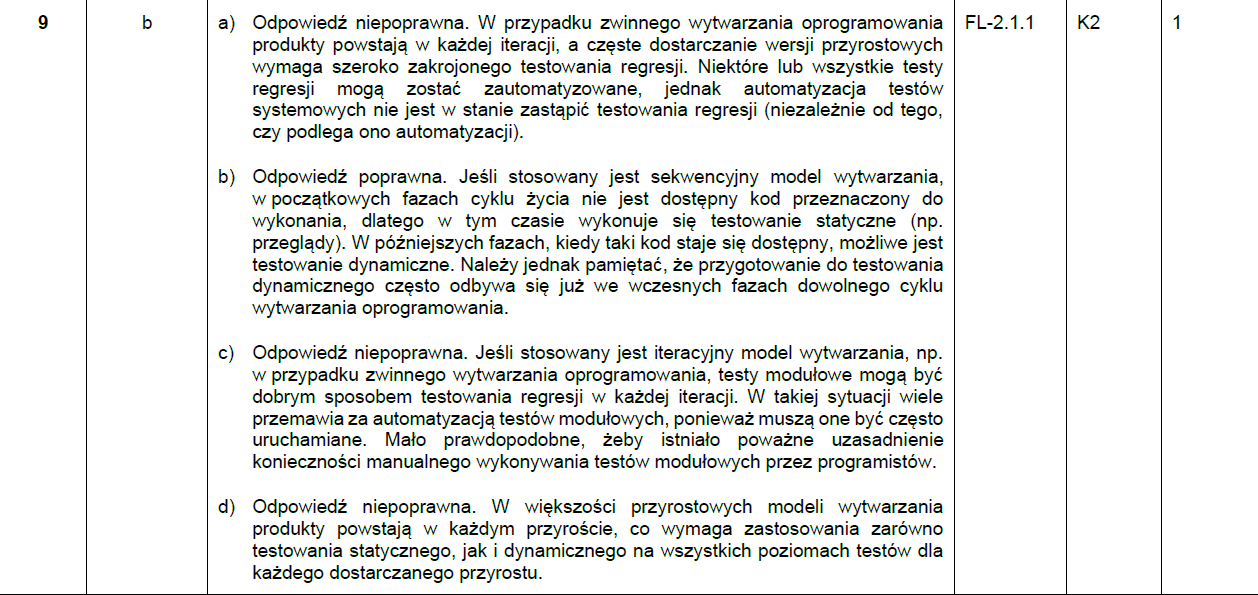 9 b a) Odpowiedź niepoprawna. W przypadku zwinnego wytwarzania oprogramowania FL-2.1.1 K2 1
produkty powstają w każdej iteracji, a częste dostarczanie wersji przyrostowych
wymaga szeroko zakrojonego testowania regresji. Niektóre lub wszystkie testy
regresji mogą zostać zautomatyzowane, jednak automatyzacja testów
systemowych nie jest w stanie zastąpić testowania regresji (niezależnie od tego,
czy podlega ono automatyzacji).
b) Odpowiedź poprawna. Jeśli stosowany jest sekwencyjny model wytwarzania,
w początkowych fazach cyklu życia nie jest dostępny kod przeznaczony do
wykonania, dlatego w tym czasie wykonuje się testowanie statyczne (np.
przeglądy). W późniejszych fazach, kiedy taki kod staje się dostępny, możliwe jest
testowanie dynamiczne. Należy jednak pamiętać, że przygotowanie do testowania
dynamicznego często odbywa się już we wczesnych fazach dowolnego cyklu
wytwarzania oprogramowania.
c) Odpowiedź niepoprawna. Jeśli stosowany jest iteracyjny model wytwarzania, np.
w przypadku zwinnego wytwarzania oprogramowania, testy modułowe mogą być
dobrym sposobem testowania regresji w każdej iteracji. W takiej sytuacji wiele
przemawia za automatyzacją testów modułowych, ponieważ muszą one być często
uruchamiane. Mało prawdopodobne, żeby istniało poważne uzasadnienie
konieczności manualnego wykonywania testów modułowych przez programistów.
d) Odpowiedź niepoprawna. W większości przyrostowych modeli wytwarzania
produkty powstają w każdym przyroście, co wymaga zastosowania zarówno
testowania statycznego, jak i dynamicznego na wszystkich poziomach testów dla
każdego dostarczanego przyrostu.